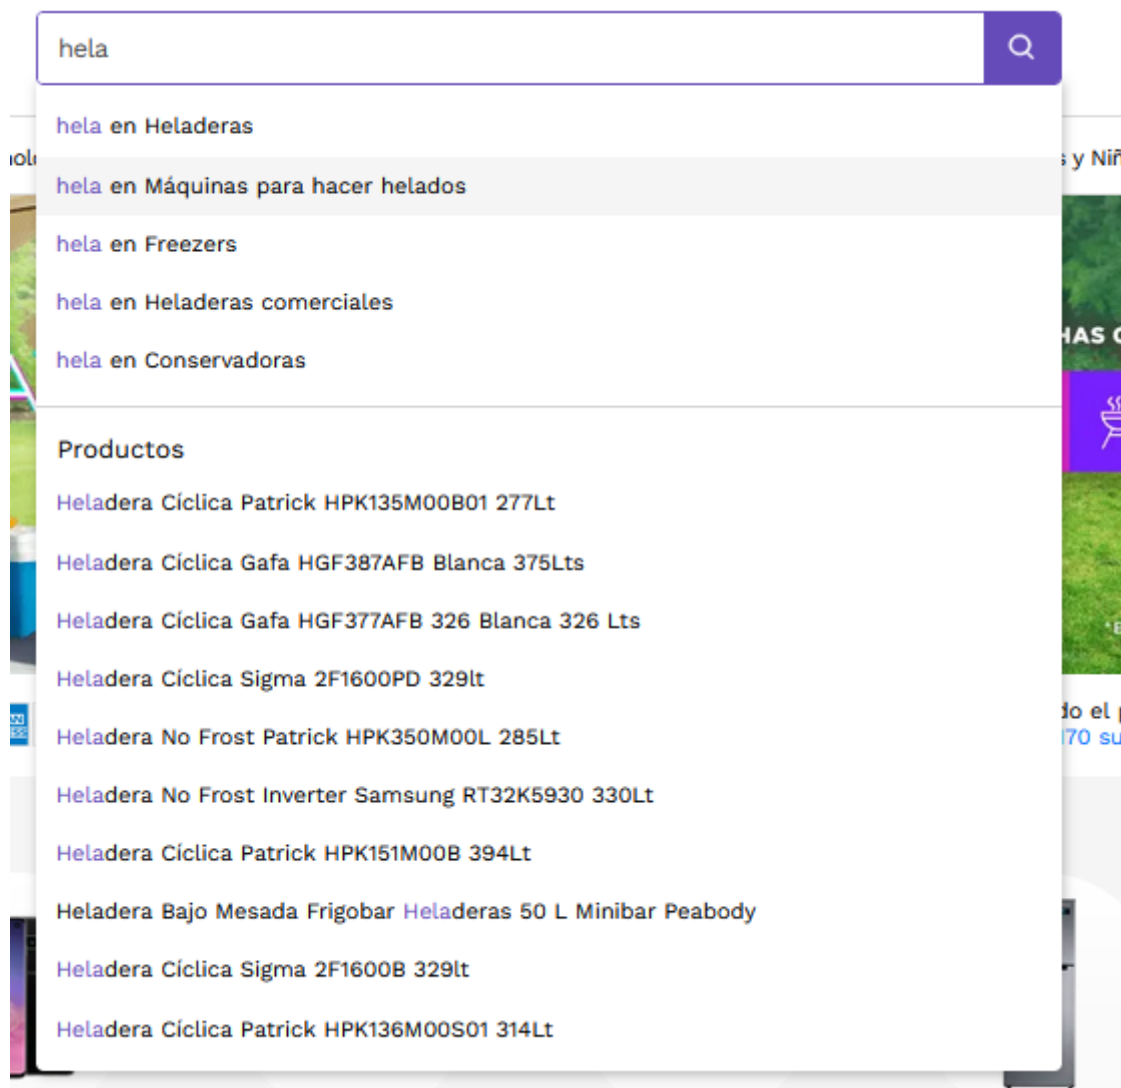 hela
hela en Heladeras
hela en Máquinas para hacer helados
hela en Freezers
hela en Heladeras comerciales
hela en Conservadoras
Productos
Heladera Cíclica Patrick HPK135M00B01 277Lt
Heladera Cíclica Gafa HGF387AFB Blanca 375Lts
Heladera Cíclica Gafa HGF377AFB 326 Blanca 326 Lts
Heladera Cíclica Sigma 2F1600PD 329lt
Heladera No Frost Patrick HPK350M00L 285Lt
Heladera No Frost Inverter Samsung RT32K5930 330Lt
Heladera Cíclica Patrick HPK151M00B 394Lt
Heladera Bajo Mesada Frigobar Heladeras 50 L Minibar Peabody
Heladera Cíclica Sigma 2F1600B 329lt
Heladera Cíclica Patrick HPK136M00S01 314Lt
y
el